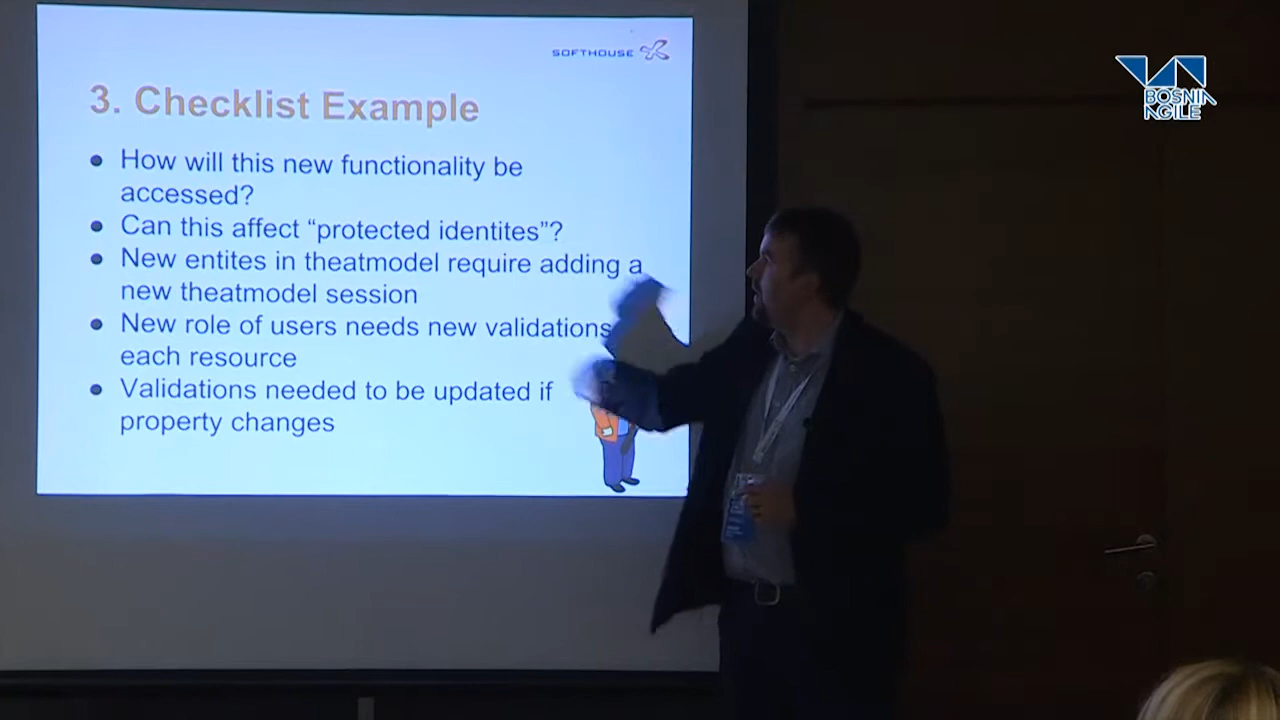 SOFTHOUSE
3. Checklist Example
How will this new functionality be
accessed?
Can this affect “protected identites”?
New entites in theatmodel require adding a
new theatmodel session
New role of users needs new validations
each resource
Validations needed to be updated if
property changes
BOSNIA
AGILE